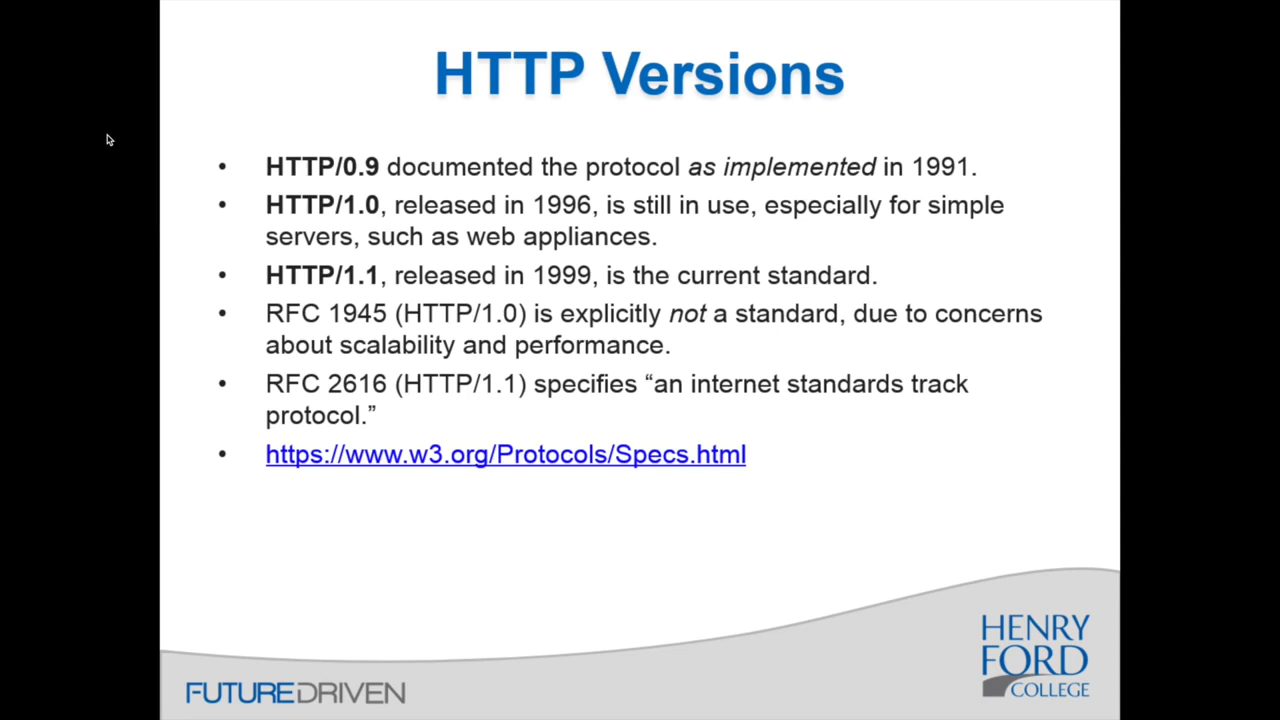 HTTP Versions
• HTTP/0.9 documented the protocol as implemented in 1991.
• HTTP/1.0, released in 1996, is still in use, especially for simple
servers, such as web appliances.
• HTTP/1.1, released in 1999, is the current standard.
• RFC 1945 (HTTP/1.0) is explicitly not a standard, due to concerns
about scalability and performance.
• RFC 2616 (HTTP/1.1) specifies “an internet standards track
protocol.”
• https://www.w3.org/Protocols/Specs.html
FUTUREDRIVEN
HENRY
FORD
COLLEGE